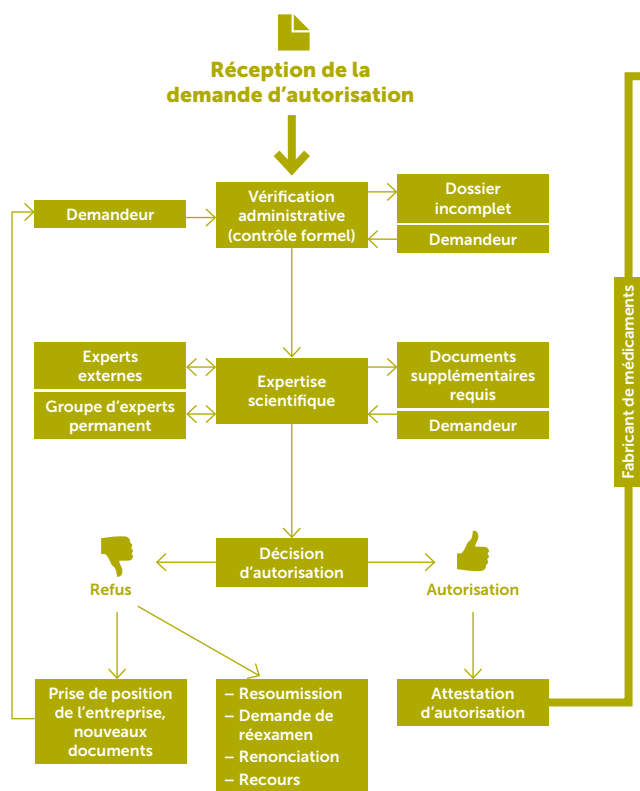 Réception de la
demande d'autorisation
Demandeur
Vérification
administrative
(contrôle formel)
Dossier
incomplet
Demandeur
Experts
externes
Groupe d'experts
permanent
Expertise
scientifique
Documents
supplémentaires
requis
Demandeur
Fabricant de médicaments
Refus
Décision
d'autorisation
Autorisation
Prise de position
de l'entreprise,
nouveaux
documents
– Resoumission
– Demande de
réexamen
– Renonciation
– Recours
Attestation
d'autorisation